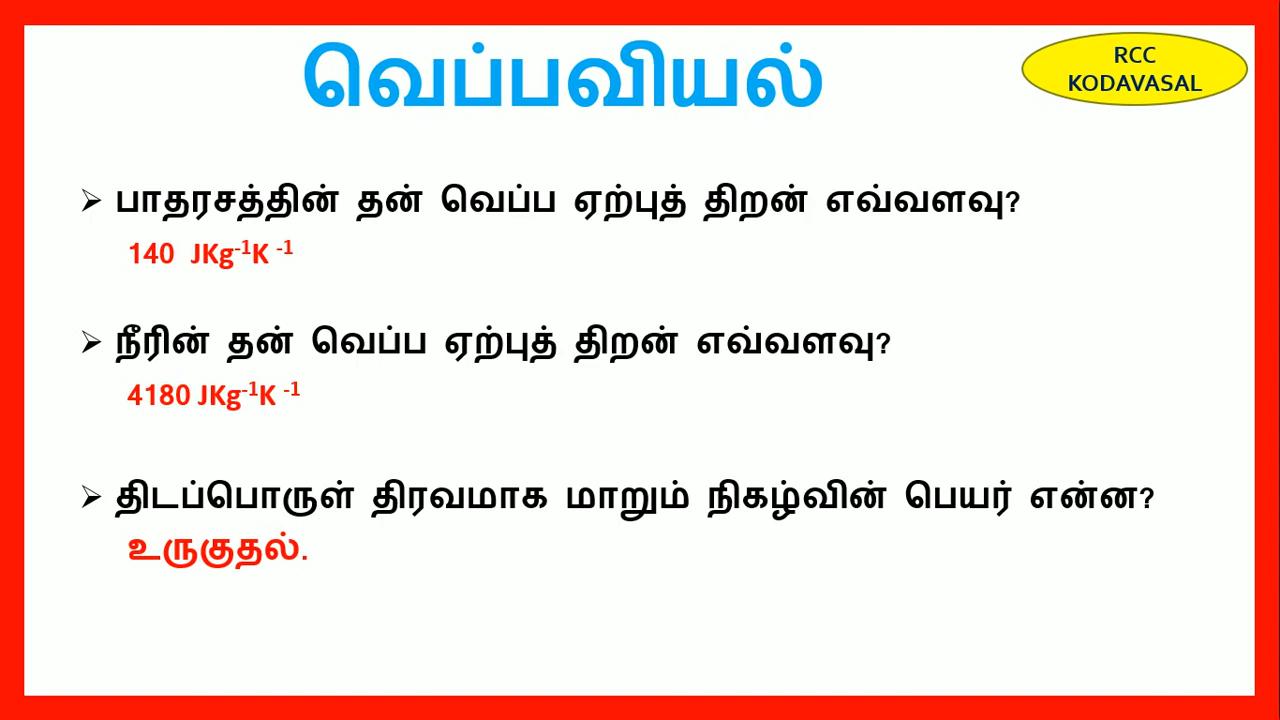 வெப்பவியல்
RCC
KODAVASAL
➢ பாதரசத்தின் தன் வெப்ப ஏற்புத் திறன் எவ்வளவு?
140 JKg⁻¹K ⁻¹
➢ நீரின் தன் வெப்ப ஏற்புத் திறன் எவ்வளவு?
4180 JKg⁻¹K ⁻¹
➢ திடப்பொருள் திரவமாக மாறும் நிகழ்வின் பெயர் என்ன?
உருகுதல்.